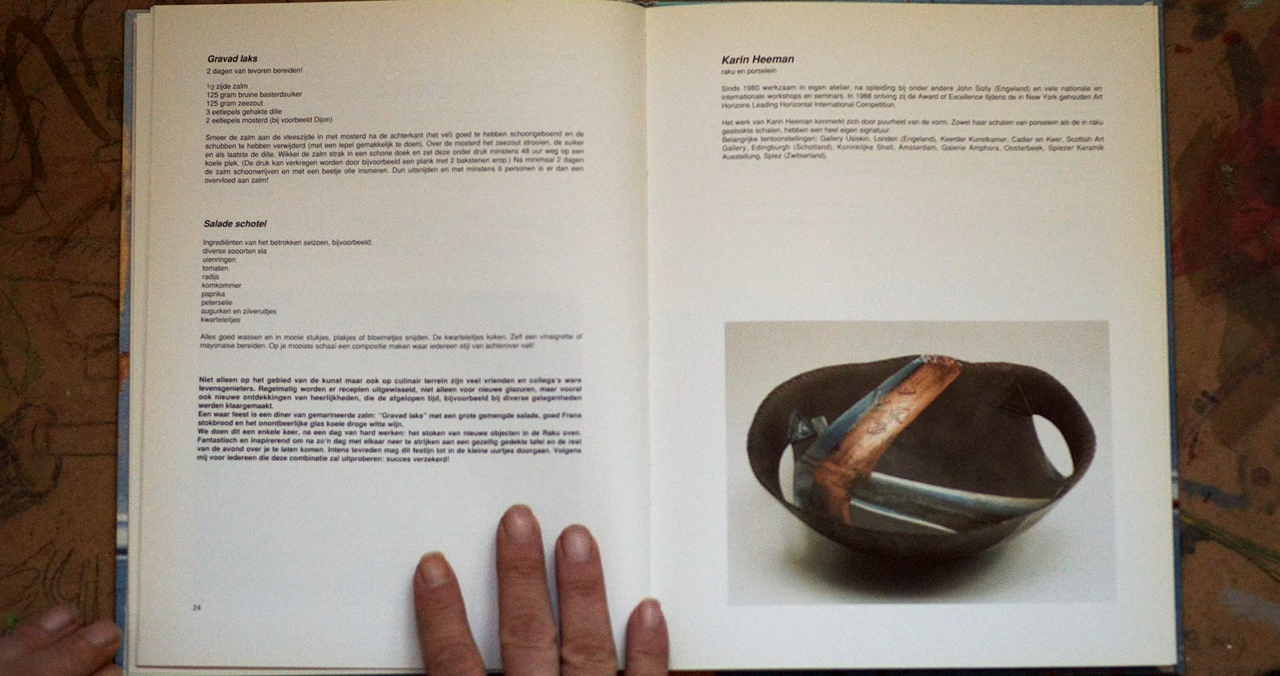 Gravad laks
2 dagen van tevoren bereiden!
1/2 zijde zalm
125 gram bruine basterdsuiker
125 gram zeezout
3 eetlepels gehakte dille
2 eetlepels mosterd (bij voorbeeld Dijon)
Smeer de zalm aan de vleeszijde in met mosterd na de achterkant (het vel) goed te hebben schoongeboend en de
schubben te hebben verwijderd (met een lepel gemakkelijk te doen). Over de mosterd het zeezout strooien, de suiker
en als laatste de dille. Wikkel de zalm strak in een schone doek en zet deze onder druk minstens 48 uur weg op een
koele plek. (De druk kan verkregen worden door bijvoorbeeld een plank met 2 bakstenen erop.) Na minimaal 2 dagen
de zalm schoonwrijven en met een beetje olie insmeren. Dun uitsnijden en met minstens 6 personen is er dan een
overvloed aan zalm!
Salade schotel
Ingrediënten van het betrokken seizoen, bijvoorbeeld:
diverse sooorten sla
uienringen
tomaten
radijs
komkommer
paprika
peterselie
augurken en zilveruitjes
kwarteleitjes
Alles goed wassen en in mooie stukjes, plakjes of bloemetjes snijden. De kwarteleitjes koken. Zelf een vinaigrette of
mayonaise bereiden. Op je mooiste schaal een compositie maken waar iedereen stijl van achterover valt!
Niet alleen op het gebied van de kunst maar ook op culinair terrein zijn veel vrienden en collega's ware
levensgenieters. Regelmatig worden er recepten uitgewisseld, niet alleen voor nieuwe glazuren, maar vooral
ook nieuwe ontdekkingen van heerlijkheden, die de afgelopen tijd, bijvoorbeeld bij diverse gelegenheden
werden klaargemaakt.
Een waar feest is een diner van gemarineerde zalm: "Gravad laks" met een grote gemengde salade, goed Frans
stokbrood en het onontbeerlijke glas koele droge witte wijn.
We doen dit een enkele keer, na een dag van hard werken: het stoken van nieuwe objecten in de Raku oven.
Fantastisch en inspirerend om na zo'n dag met elkaar neer te strijken aan een gezellig gedekte tafel en de rest
van de avond over je te laten komen. Intens tevreden mag dit festijn tot in de kleine uurtjes doorgaan. Volgens
mij voor iedereen die deze combinatie zal uitproberen: succes verzekerd!
24
Karin Heeman
raku en porselein
Sinds 1980 werkzaam in eigen atelier, na opleiding bij onder andere John Solly (Engeland) en vele nationale en
internationale workshops en seminars. In 1988 ontving zij de Award of Excellence tijdens de in New York gehouden Art
Horizons Leading Horizontal International Competition.
Het werk van Karin Heeman kenmerkt zich door puurheid van de vorm. Zowel haar schalen van porselein als de in raku
gestookte schalen, hebben een heel eigen signatuur.
Belangrijke tentoonstellingen: Gallery Usiskin, Londen (Engeland), Keerder Kunstkamer, Cadier en Keer, Scottish Art
Gallery, Edingburgh (Schotland), Koninklijke Shell, Amsterdam, Galerie Amphora, Oosterbeek, Spiezer Keramik
Ausstellung, Spiez (Zwitserland).